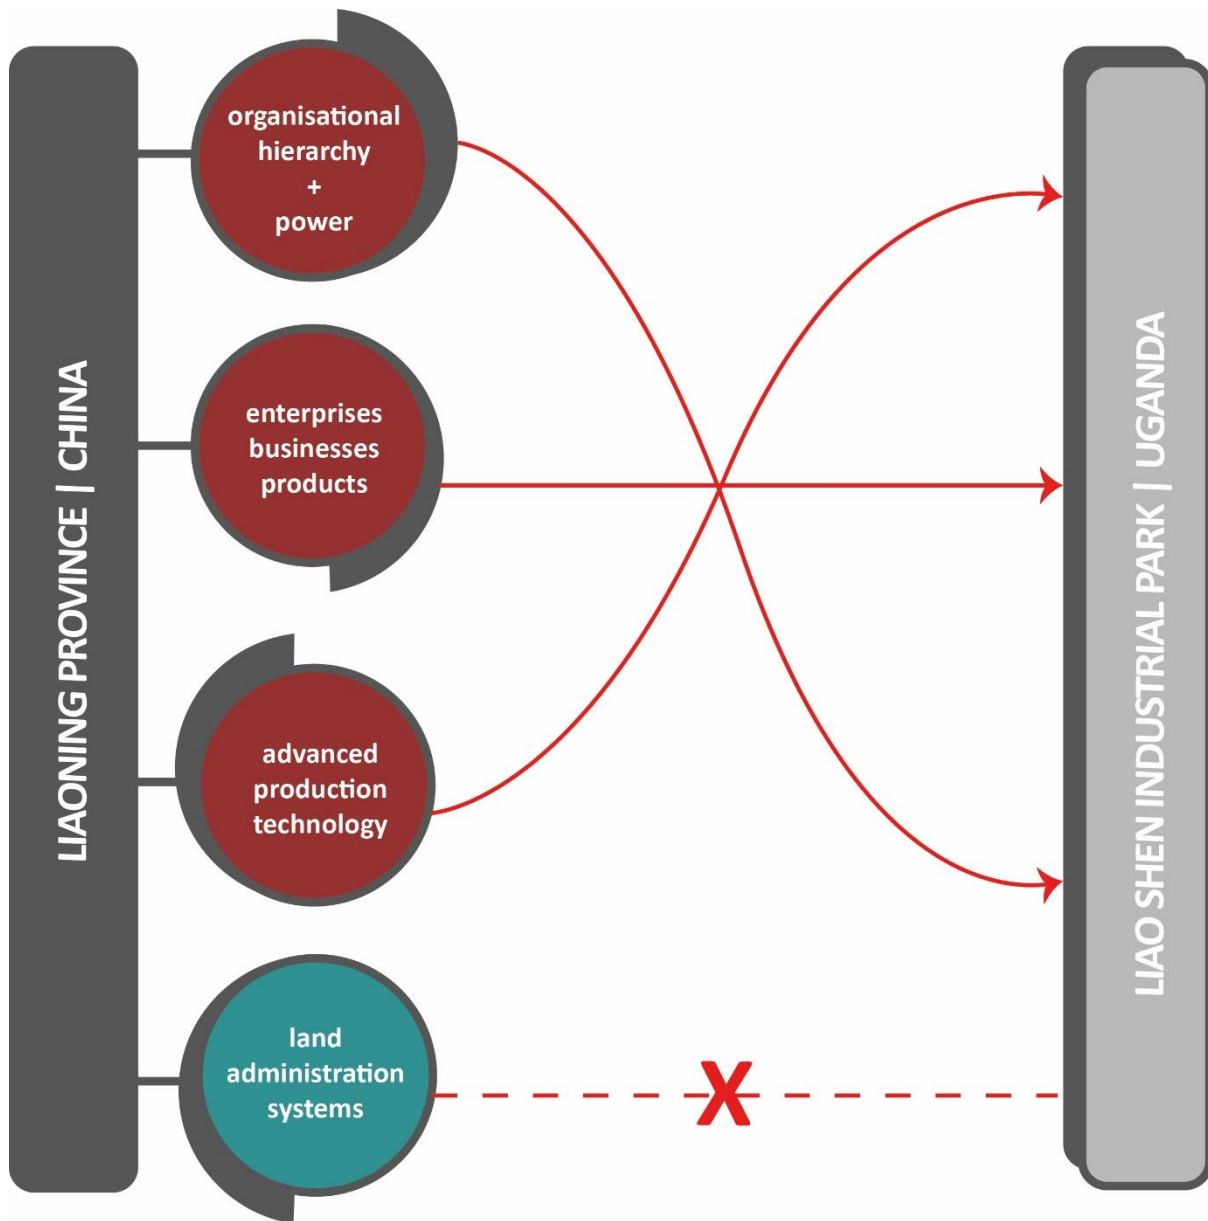 LIAONING PROVINCE | CHINA
organisational
hierarchy
+
power
enterprises
businesses
products
advanced
production
technology
land
administration
systems
X
LIAO SHEN INDUSTRIAL PARK | UGANDA